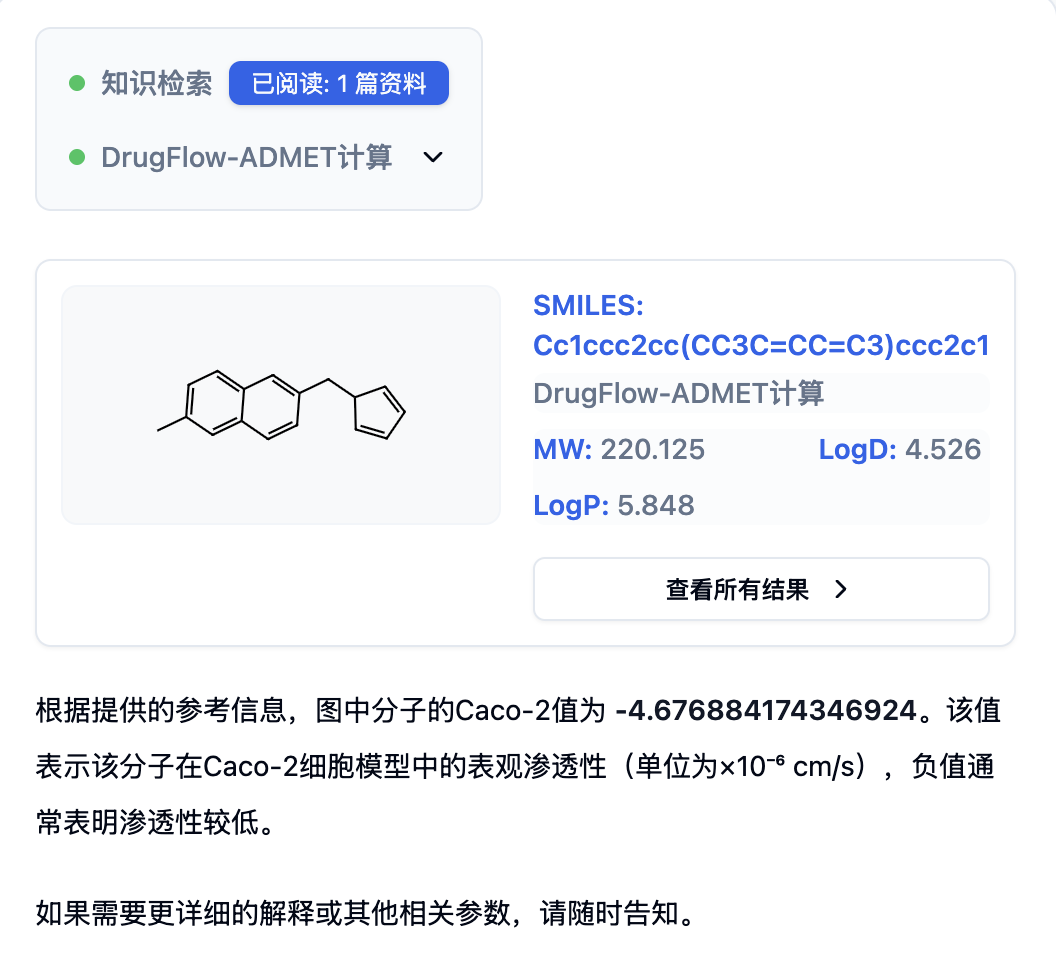 知识检索 已阅读: 1 篇资料
DrugFlow-ADMET计算
SMILES:
Cc1ccc2cc(CC3C=CC=C3)ccc2c1
DrugFlow-ADMET计算
MW: 220.125 LogD: 4.526
LogP: 5.848
查看所有结果
根据提供的参考信息，图中分子的Caco-2值为 -4.676884174346924。该值
表示该分子在Caco-2细胞模型中的表观渗透性（单位为×10⁻⁶ cm/s），负值通
常表明渗透性较低。
如果需要更详细的解释或其他相关参数，请随时告知。